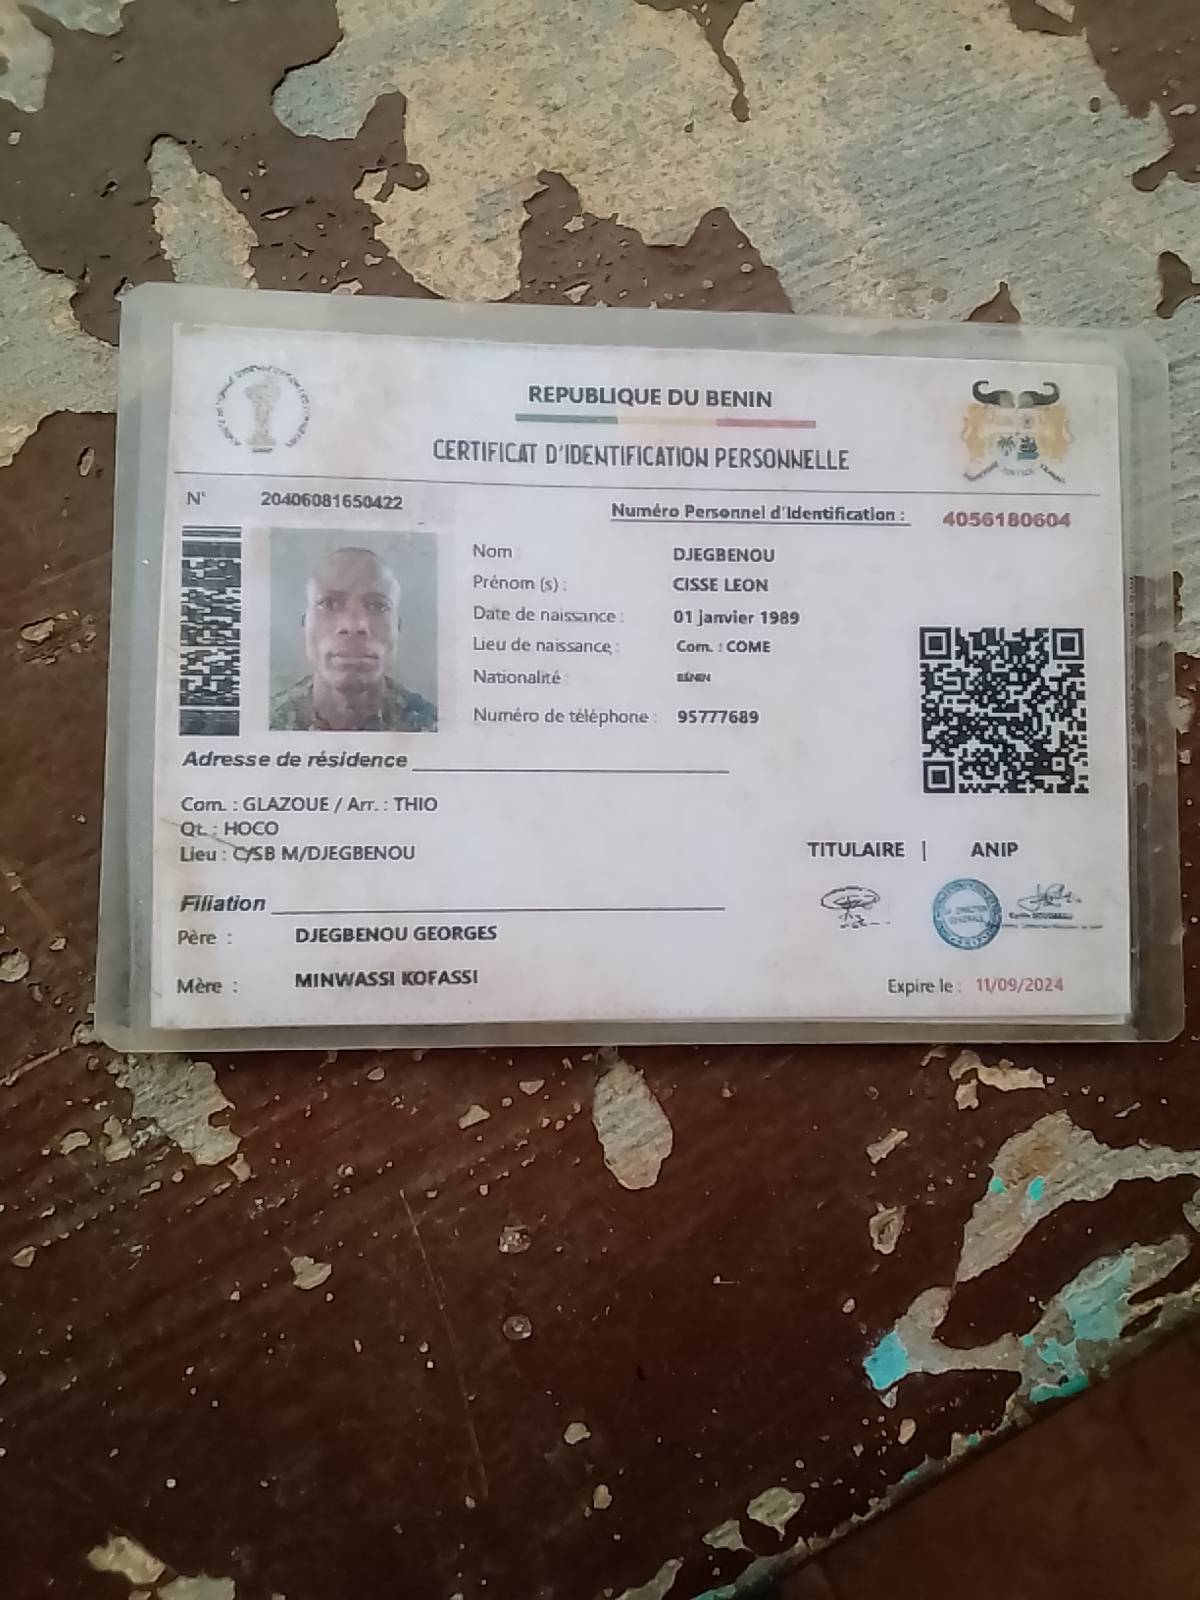 REPUBLIQUE DU BENIN
CERTIFICAT D'IDENTIFICATION PERSONNELLE
N° 20406081650422
Numéro Personnel d'Identification : 4056180604
Nom : DJEGBENOU
Prénom (s) : CISSE LEON
Date de naissance : 01 janvier 1989
Lieu de naissance : Com. : COME
Nationalité : BÉNIN
Numéro de téléphone : 95777689
Adresse de résidence
Com. : GLAZOUE / Arr. : THIO
Qt. : HOCO
Lieu : C/SB M/DJEGBENOU
TITULAIRE | ANIP
Filiation
Père : DJEGBENOU GEORGES
Mère : MINWASSI KOFASSI
Expire le : 11/09/2024